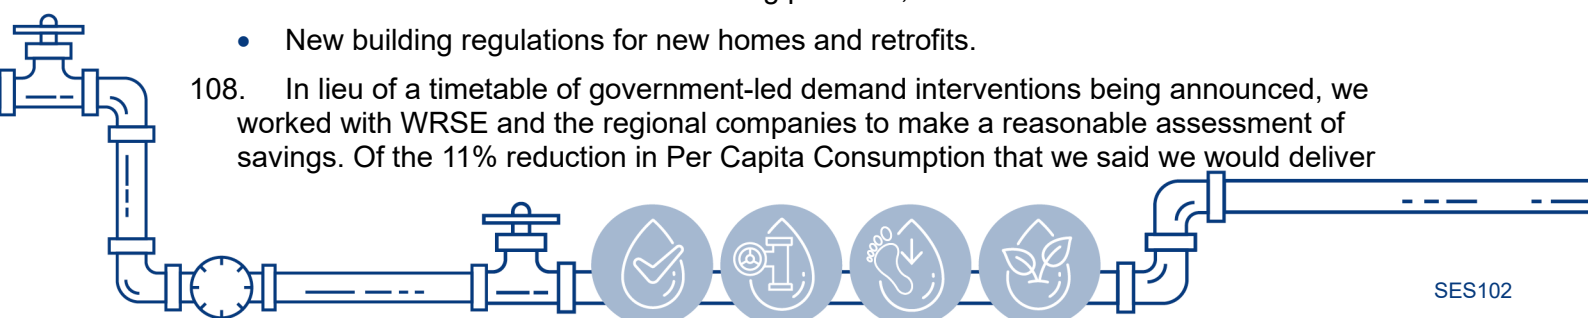 • New building regulations for new homes and retrofits.
108. In lieu of a timetable of government-led demand interventions being announced, we
worked with WRSE and the regional companies to make a reasonable assessment of
savings. Of the 11% reduction in Per Capita Consumption that we said we would deliver
SES102